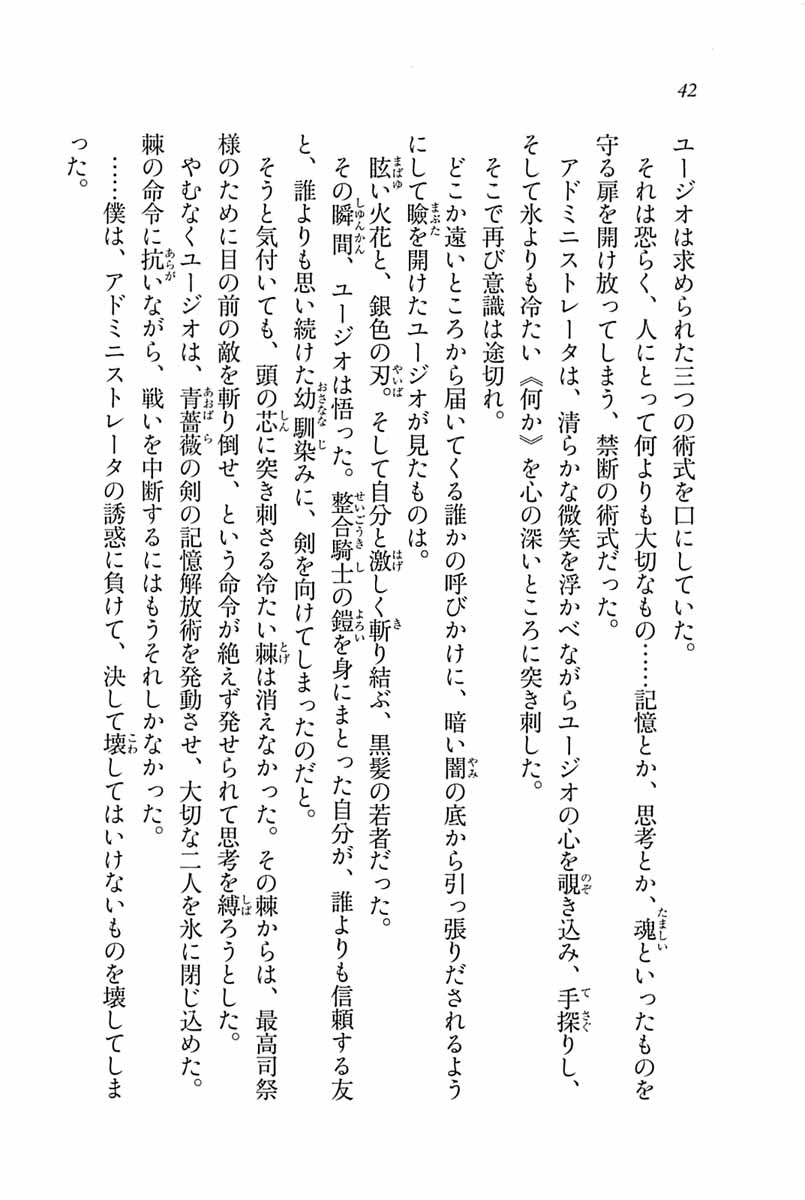 42
ユージオは求められた三つの術式を口にしていた。
それは恐らく、人にとって何よりも大切なもの……記憶とか、思考とか、魂といったものを
守る扉を開け放ってしまう、禁断の術式だった。
アドミニストレータは、清らかな微笑を浮かべながらユージオの心を覗き込み、手探りし、
そして氷よりも冷たい《何か》を心の深いところに突き刺した。
そこで再び意識は途切れ。
どこか遠いところから届いてくる誰かの呼びかけに、暗い闇の底から引っ張りだされるよう
にして瞼を開けたユージオが見たものは。
眩い火花と、銀色の刃。そして自分と激しく斬り結ぶ、黒髪の若者だった。
その瞬間、ユージオは悟った。整合騎士の鎧を身にまとった自分が、誰よりも信頼する友
と、誰よりも思い続けた幼馴染みに、剣を向けてしまったのだと。
そうと気付いても、頭の芯に突き刺さる冷たい棘は消えなかった。その棘からは、最高司祭
様のために目の前の敵を斬り倒せ、という命令が絶えず発せられて思考を縛ろうとした。
やむなくユージオは、青薔薇の剣の記憶解放術を発動させ、大切な二人を氷に閉じ込めた。
棘の命令に抗いながら、戦いを中断するにはもうそれしかなかった。
……僕は、アドミニストレータの誘惑に負けて、決して壊してはいけないものを壊してしま
った。